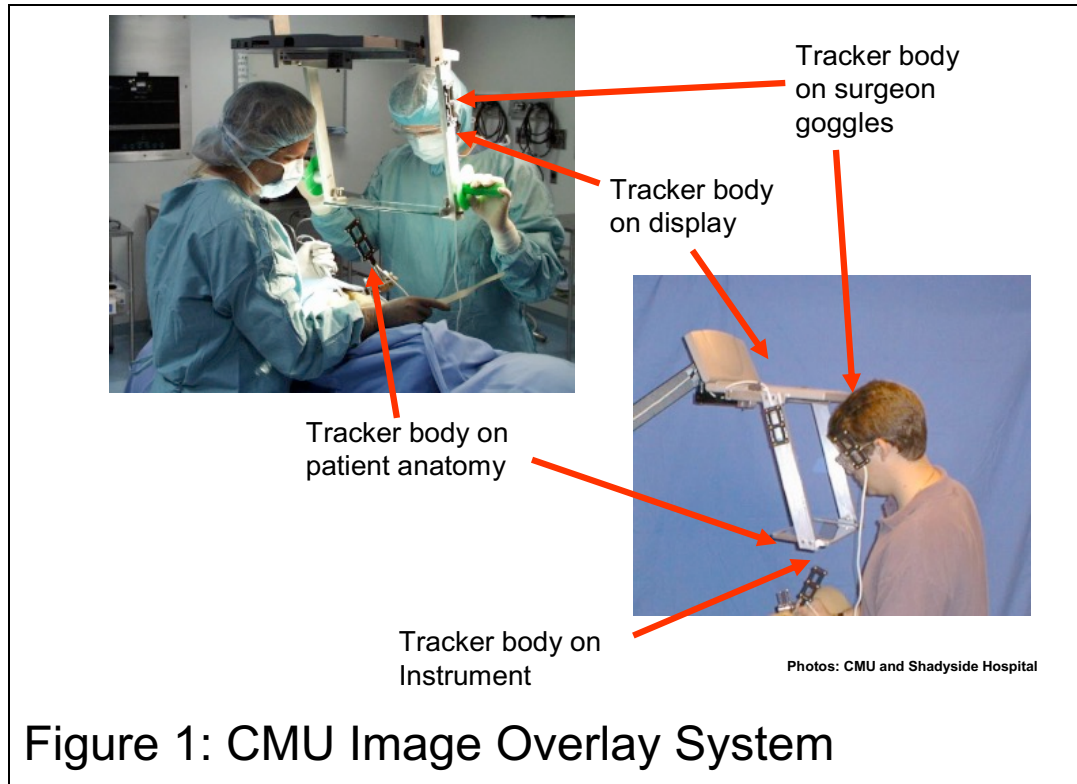 Tracker body
on surgeon
goggles
Tracker body
on display
Tracker body on
patient anatomy
Tracker body on
Instrument
Photos: CMU and Shadyside Hospital
Figure 1: CMU Image Overlay System